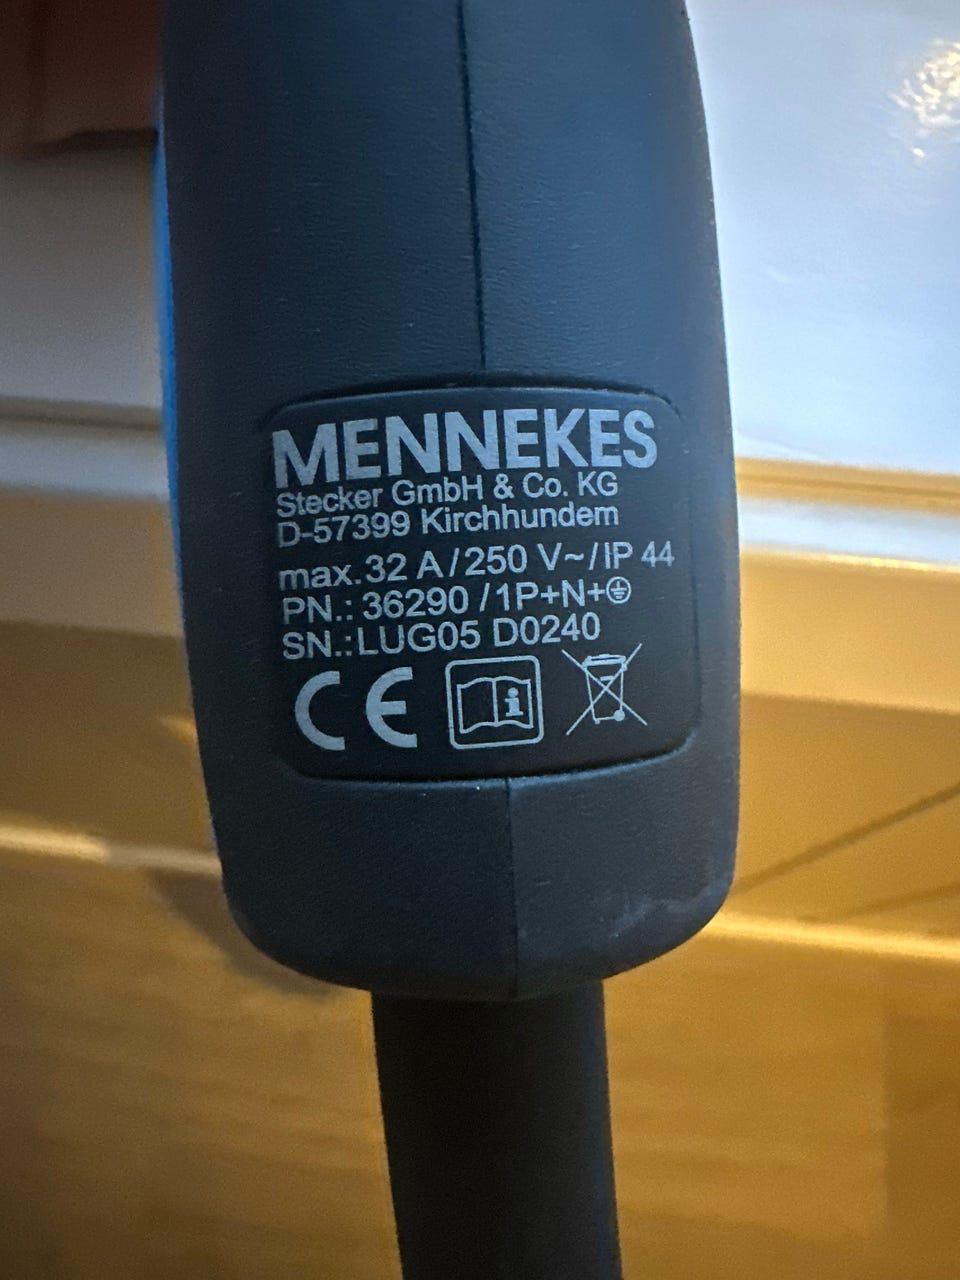 MENNEKES
Stecker GmbH & Co. KG
D-57399 Kirchhundem
max. 32 A / 250 V~ / IP 44
PN.: 36290 / 1P+N+⏚
SN.: LUG05 D0240
CE
i